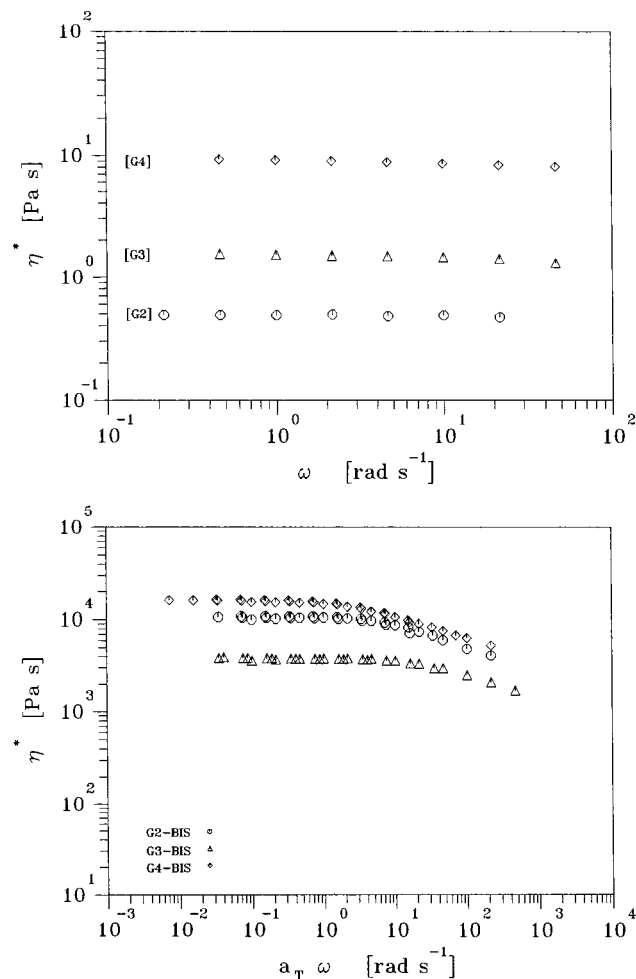 10^2
10^1
10^0
10^-1
η* [Pa s]
[G4]
[G3]
[G2]
10^-1 10^0 10^1 10^2
ω [rad s^-1]
10^5
10^4
10^3
10^2
10^1
η* [Pa s]
G2-BIS
G3-BIS
G4-BIS
10^-3 10^-2 10^-1 10^0 10^1 10^2 10^3 10^4
a_T ω [rad s^-1]